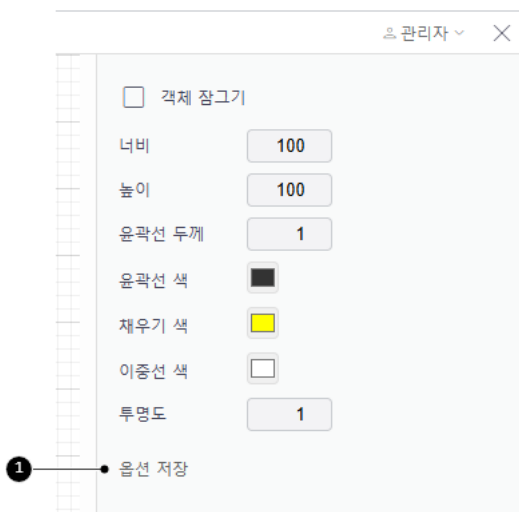 관리자
객체 잠그기
너비 100
높이 100
윤곽선 두께 1
윤곽선 색
채우기 색
이중선 색
투명도 1
1 옵션 저장